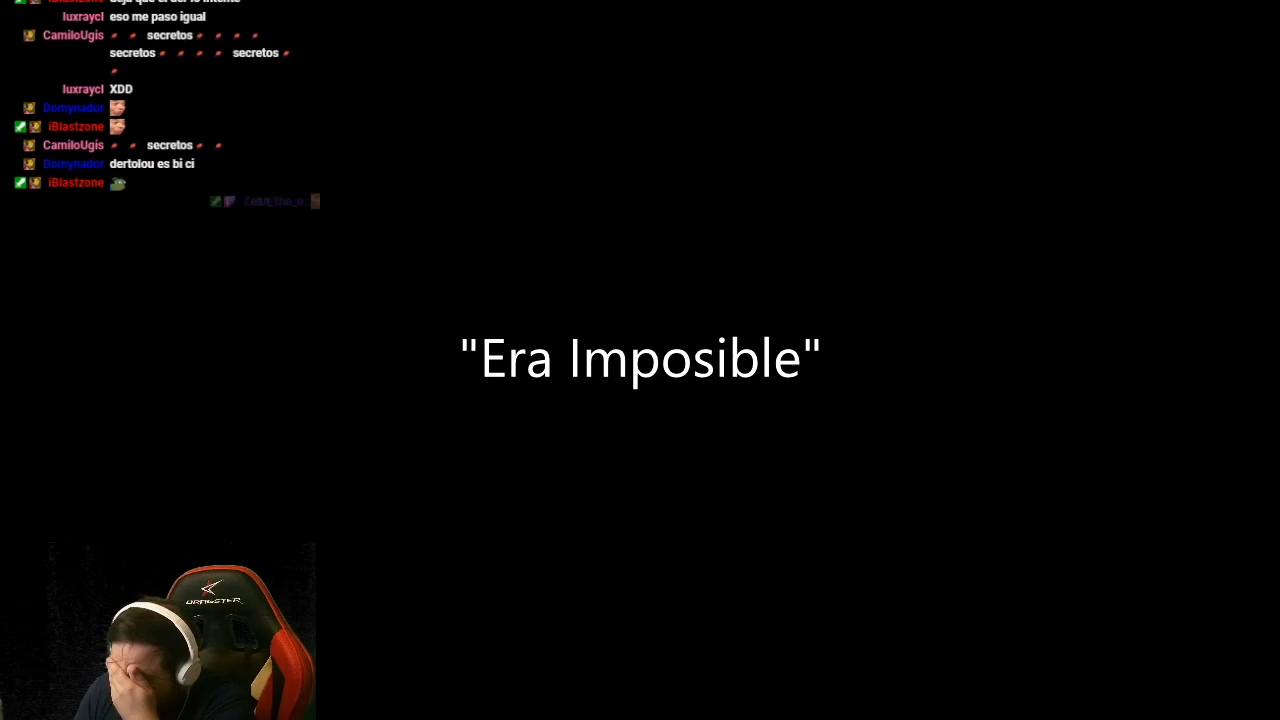 luxraycl eso me paso igual
CamiloUgis secretos
secretos secretos
luxraycl XDD
Domynador
iBlastzone
CamiloUgis secretos
Domynador dertolou es bi ci
iBlastzone
"Era Imposible"
DRAGSTER